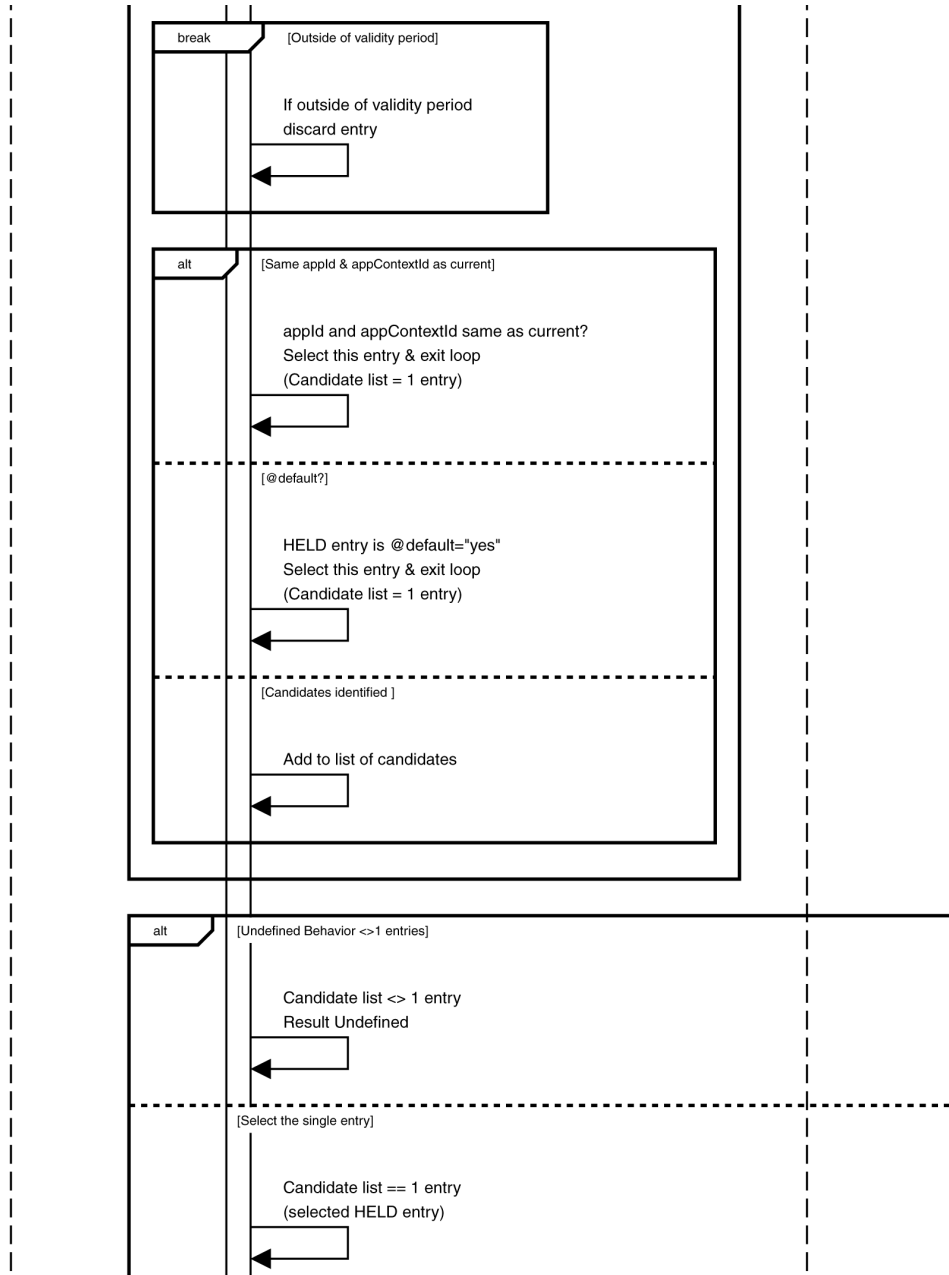 break
[Outside of validity period]
If outside of validity period
discard entry
alt
[Same appId & appContextId as current]
appId and appContextId same as current?
Select this entry & exit loop
(Candidate list = 1 entry)
[@default?]
HELD entry is @default="yes"
Select this entry & exit loop
(Candidate list = 1 entry)
[Candidates identified ]
Add to list of candidates
alt
[Undefined Behavior <>1 entries]
Candidate list <> 1 entry
Result Undefined
[Select the single entry]
Candidate list == 1 entry
(selected HELD entry)